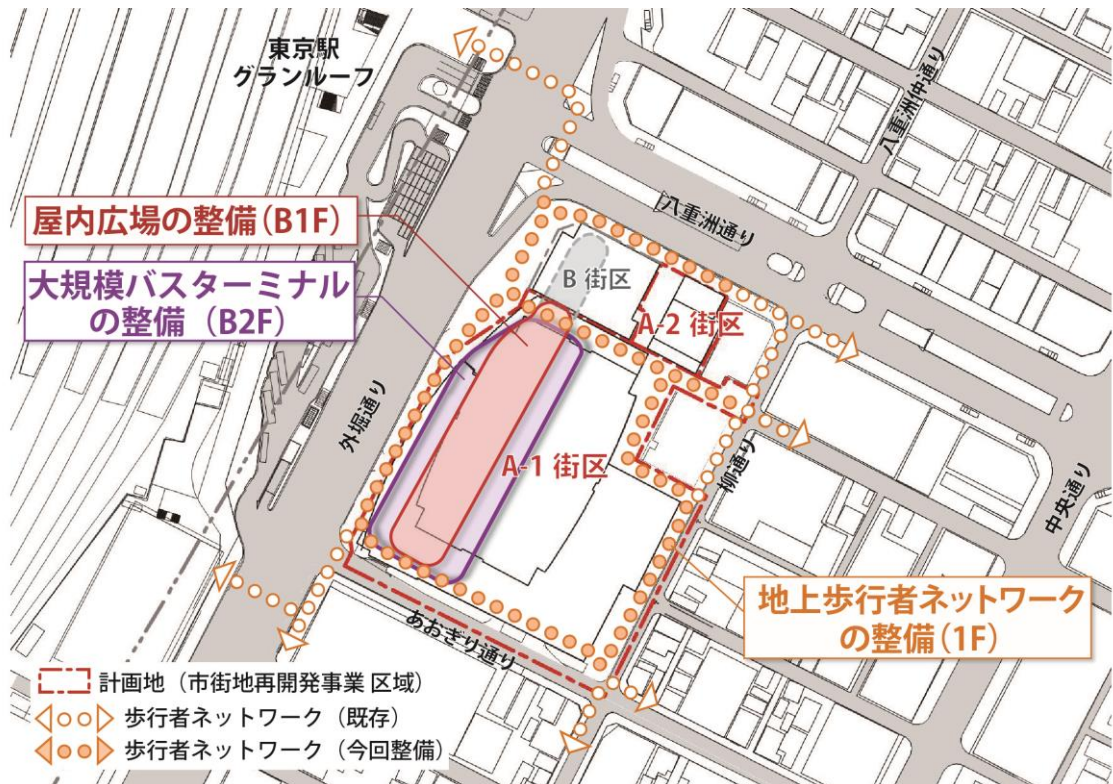 東京駅
グランルーフ
八重洲仲通り
屋内広場の整備(B1F)
八重洲通り
大規模バスターミナル
の整備（B2F）
B 街区
A-2 街区
外堀通り
A-1 街区
柳通り
中央通り
地上歩行者ネットワーク
の整備(1F)
あおぎり通り
計画地（市街地再開発事業 区域）
歩行者ネットワーク（既存）
歩行者ネットワーク（今回整備）